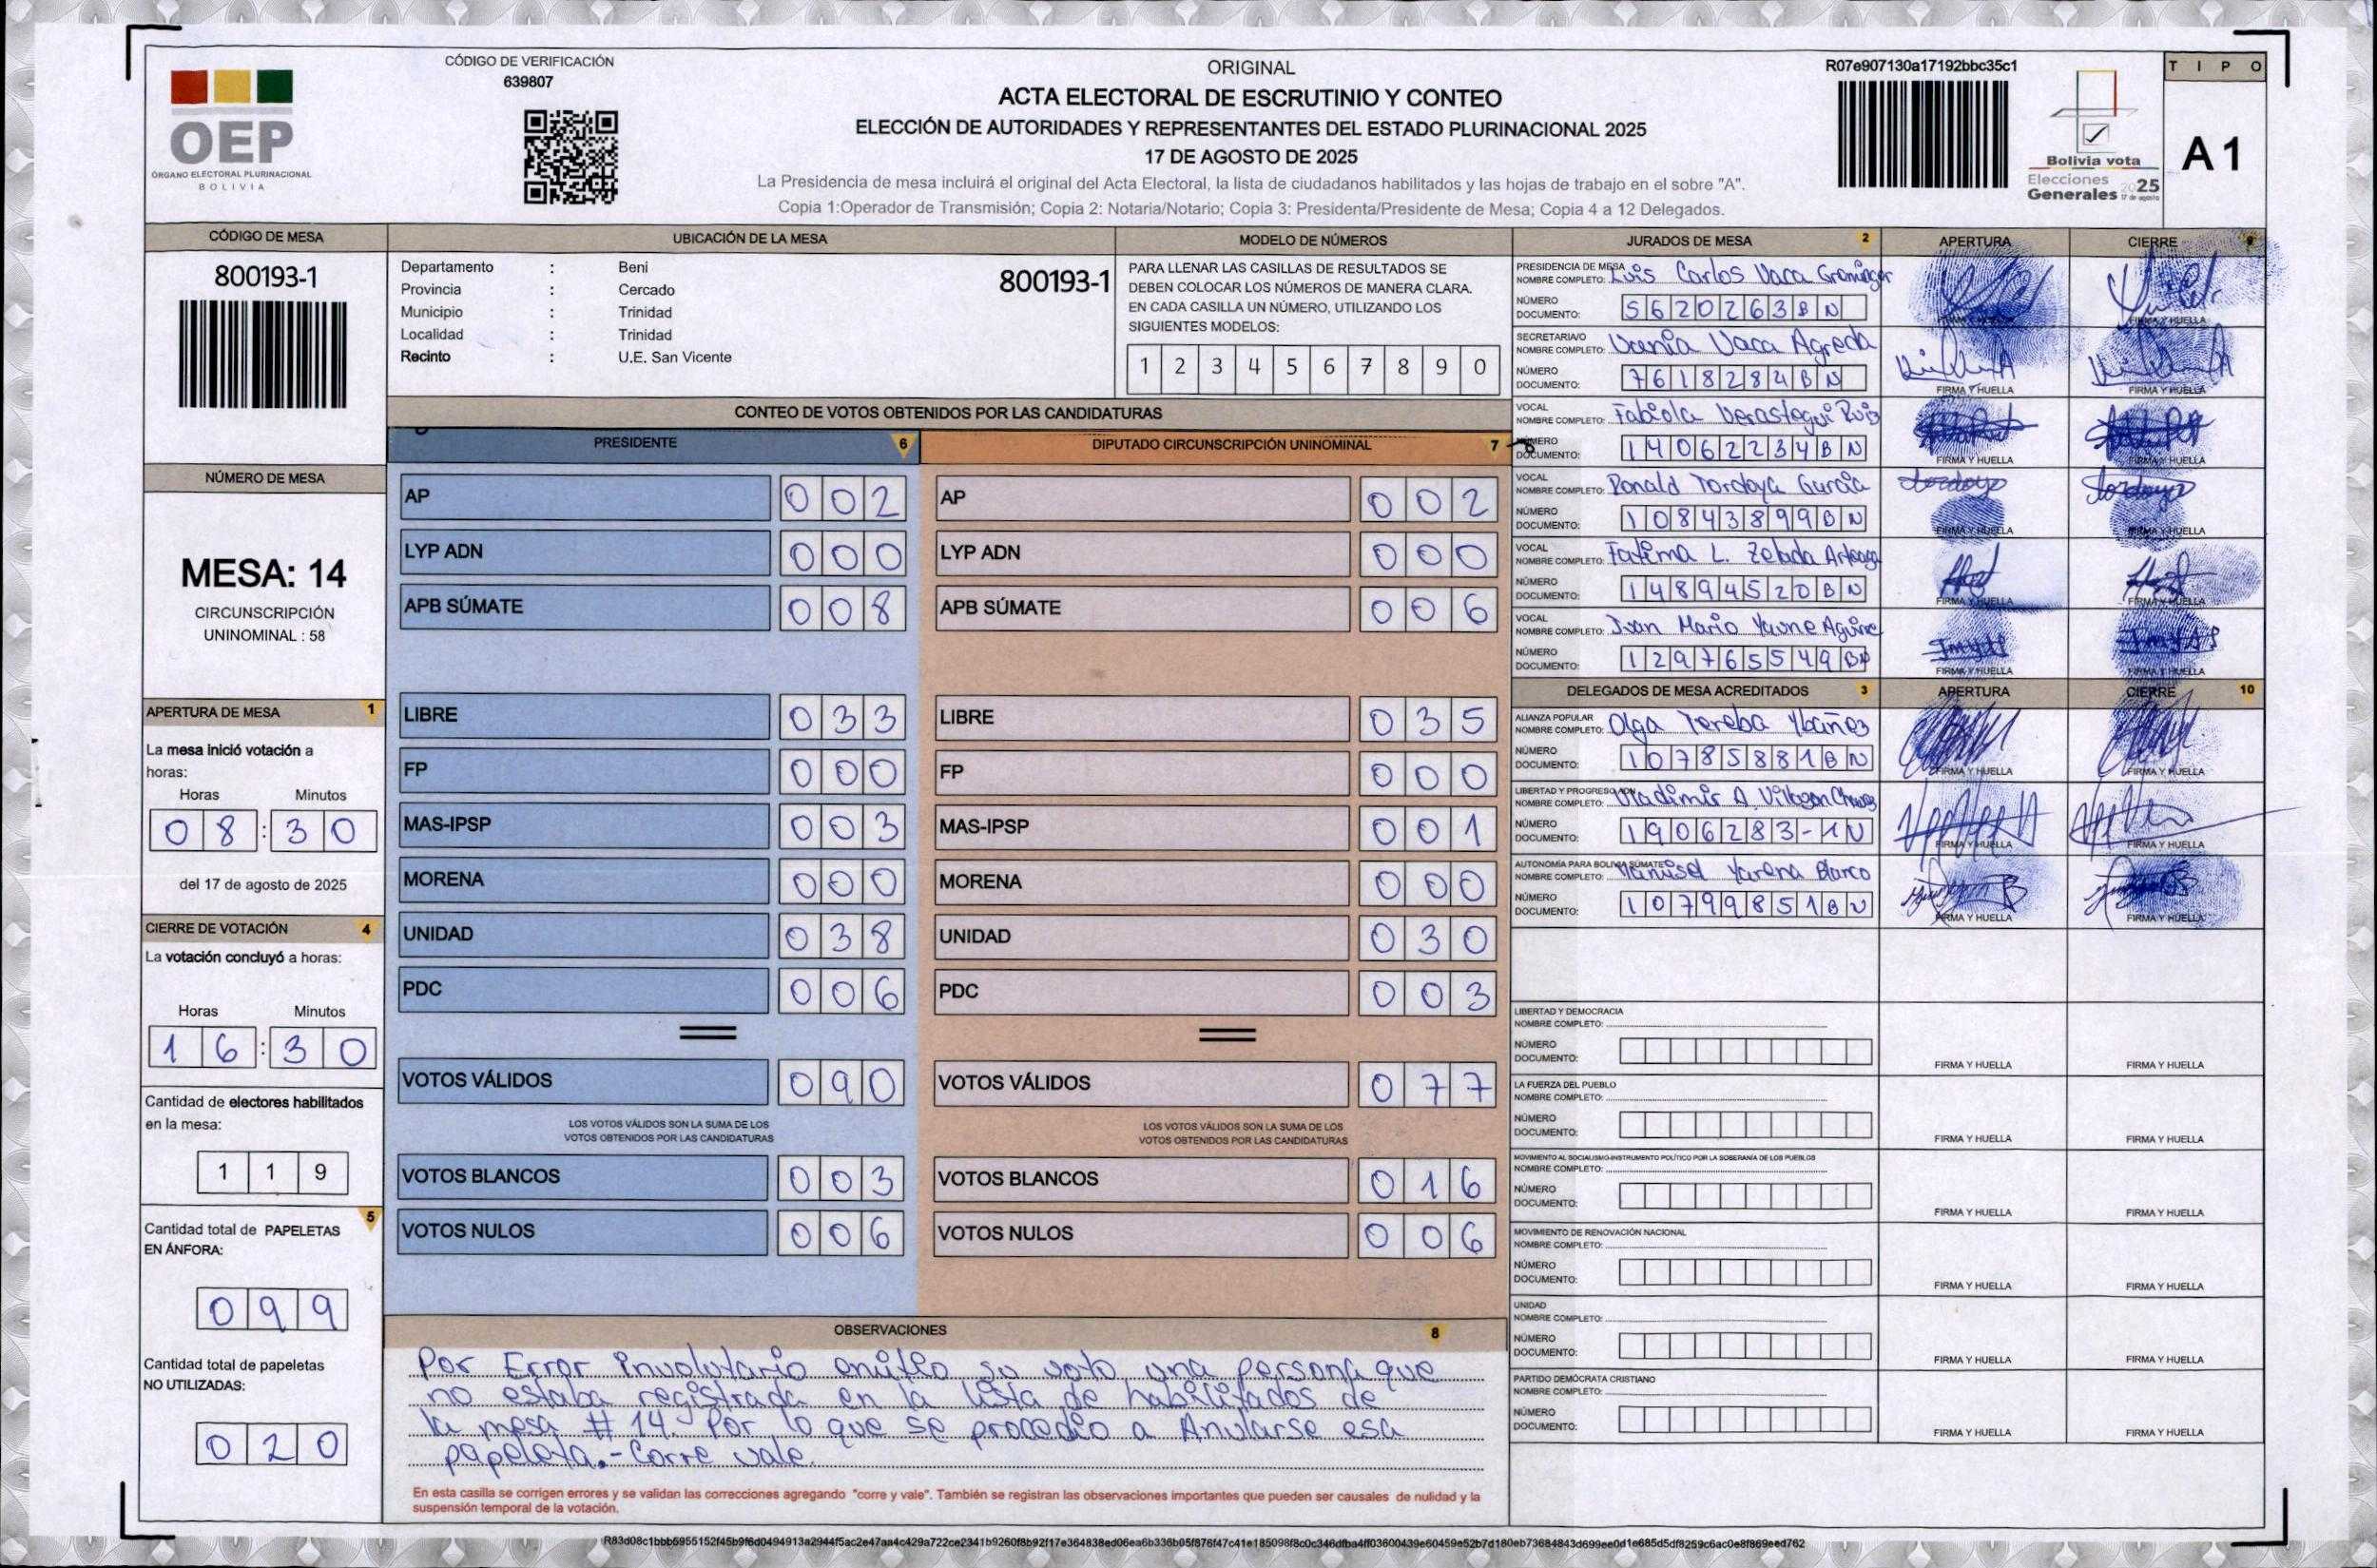 CÓDIGO DE VERIFICACIÓN
639807
OEP
ÓRGANO ELECTORAL PLURINACIONAL
BOLIVIA
ORIGINAL
ACTA ELECTORAL DE ESCRUTINIO Y CONTEO
ELECCIÓN DE AUTORIDADES Y REPRESENTANTES DEL ESTADO PLURINACIONAL 2025
17 DE AGOSTO DE 2025
La Presidencia de mesa incluirá el original del Acta Electoral, la lista de ciudadanos habilitados y las hojas de trabajo en el sobre "A".
Copia 1:Operador de Transmisión; Copia 2: Notaria/Notario; Copia 3: Presidenta/Presidente de Mesa; Copia 4 a 12 Delegados.
R07e907130a17192bbc35c1
Bolivia vota
Elecciones
Generales 2025
17 de agosto
TIPO
A 1
CÓDIGO DE MESA
800193-1
NÚMERO DE MESA
MESA: 14
CIRCUNSCRIPCIÓN
UNINOMINAL : 58
APERTURA DE MESA 1
La mesa inició votación a
horas:
Horas Minutos
08:30
del 17 de agosto de 2025
CIERRE DE VOTACIÓN 4
La votación concluyó a horas:
Horas Minutos
16:30
Cantidad de electores habilitados
en la mesa:
119
5
Cantidad total de PAPELETAS
EN ÁNFORA:
099
Cantidad total de papeletas
NO UTILIZADAS:
020
UBICACIÓN DE LA MESA
Departamento : Beni
800193-1
Provincia : Cercado
Municipio : Trinidad
Localidad : Trinidad
Recinto : U.E. San Vicente
MODELO DE NÚMEROS
PARA LLENAR LAS CASILLAS DE RESULTADOS SE
DEBEN COLOCAR LOS NÚMEROS DE MANERA CLARA.
EN CADA CASILLA UN NÚMERO, UTILIZANDO LOS
SIGUIENTES MODELOS:
1 2 3 4 5 6 7 8 9 0
CONTEO DE VOTOS OBTENIDOS POR LAS CANDIDATURAS
PRESIDENTE 6
AP 002
LYP ADN 000
APB SÚMATE 008
LIBRE 033
FP 000
MAS-IPSP 003
MORENA 000
UNIDAD 038
PDC 006
VOTOS VÁLIDOS 090
LOS VOTOS VÁLIDOS SON LA SUMA DE LOS
VOTOS OBTENIDOS POR LAS CANDIDATURAS
VOTOS BLANCOS 003
VOTOS NULOS 006
DIPUTADO CIRCUNSCRIPCIÓN UNINOMINAL 7
AP 002
LYP ADN 000
APB SÚMATE 006
LIBRE 035
FP 000
MAS-IPSP 001
MORENA 000
UNIDAD 030
PDC 003
VOTOS VÁLIDOS 077
LOS VOTOS VÁLIDOS SON LA SUMA DE LOS
VOTOS OBTENIDOS POR LAS CANDIDATURAS
VOTOS BLANCOS 016
VOTOS NULOS 006
OBSERVACIONES 8
Por Error involutario emitio su voto una persona que
no estaba registrada en la lista de habilitados de
la mesa # 14. Por lo que se procedio a Anularse esa
papeleta.- Corre vale.
En esta casilla se corrigen errores y se validan las correcciones agregando "corre y vale". También se registran las observaciones importantes que pueden ser causales de nulidad y la
suspensión temporal de la votación.
JURADOS DE MESA 2 APERTURA CIERRE 9
PRESIDENCIA DE MESA
NOMBRE COMPLETO: Luis Carlos Vaca Groninger
NÚMERO
DOCUMENTO: 5620263BN
FIRMA Y HUELLA FIRMA Y HUELLA
SECRETARIA/O
NOMBRE COMPLETO: Vania Vaca Agreda
NÚMERO
DOCUMENTO: 7618284BN
FIRMA Y HUELLA FIRMA Y HUELLA
VOCAL
NOMBRE COMPLETO: Fabiola Verastegui Ruiz
NÚMERO
DOCUMENTO: 14062234BN
FIRMA Y HUELLA FIRMA Y HUELLA
VOCAL
NOMBRE COMPLETO: Ronald Tordoya Garcia
NÚMERO
DOCUMENTO: 10843899BN
FIRMA Y HUELLA FIRMA Y HUELLA
VOCAL
NOMBRE COMPLETO: Fatima L. Zelada Arteaga
NÚMERO
DOCUMENTO: 14894520BN
FIRMA Y HUELLA FIRMA Y HUELLA
VOCAL
NOMBRE COMPLETO: Ivan Mario Yaune Aguirre
NÚMERO
DOCUMENTO: 129765549BN
FIRMA Y HUELLA FIRMA Y HUELLA
DELEGADOS DE MESA ACREDITADOS 3 APERTURA CIERRE 10
ALIANZA POPULAR
NOMBRE COMPLETO: Olga Tereba Ybañez
NÚMERO
DOCUMENTO: 10785881BN
FIRMA Y HUELLA FIRMA Y HUELLA
LIBERTAD Y PROGRESO ADN
NOMBRE COMPLETO: Vladimir A. Villagon Chavez
NÚMERO
DOCUMENTO: 1906283-1N
FIRMA Y HUELLA FIRMA Y HUELLA
AUTONOMÍA PARA BOLIVIA SÚMATE
NOMBRE COMPLETO: Yarena Blanco
NÚMERO
DOCUMENTO: 10799851BN
FIRMA Y HUELLA FIRMA Y HUELLA
LIBERTAD Y DEMOCRACIA
NOMBRE COMPLETO:
NÚMERO
DOCUMENTO:
FIRMA Y HUELLA FIRMA Y HUELLA
LA FUERZA DEL PUEBLO
NOMBRE COMPLETO:
NÚMERO
DOCUMENTO:
FIRMA Y HUELLA FIRMA Y HUELLA
MOVIMIENTO AL SOCIALISMO-INSTRUMENTO POLÍTICO POR LA SOBERANÍA DE LOS PUEBLOS
NOMBRE COMPLETO:
NÚMERO
DOCUMENTO:
FIRMA Y HUELLA FIRMA Y HUELLA
MOVIMIENTO DE RENOVACIÓN NACIONAL
NOMBRE COMPLETO:
NÚMERO
DOCUMENTO:
FIRMA Y HUELLA FIRMA Y HUELLA
UNIDAD
NOMBRE COMPLETO:
NÚMERO
DOCUMENTO:
FIRMA Y HUELLA FIRMA Y HUELLA
PARTIDO DEMÓCRATA CRISTIANO
NOMBRE COMPLETO:
NÚMERO
DOCUMENTO:
FIRMA Y HUELLA FIRMA Y HUELLA